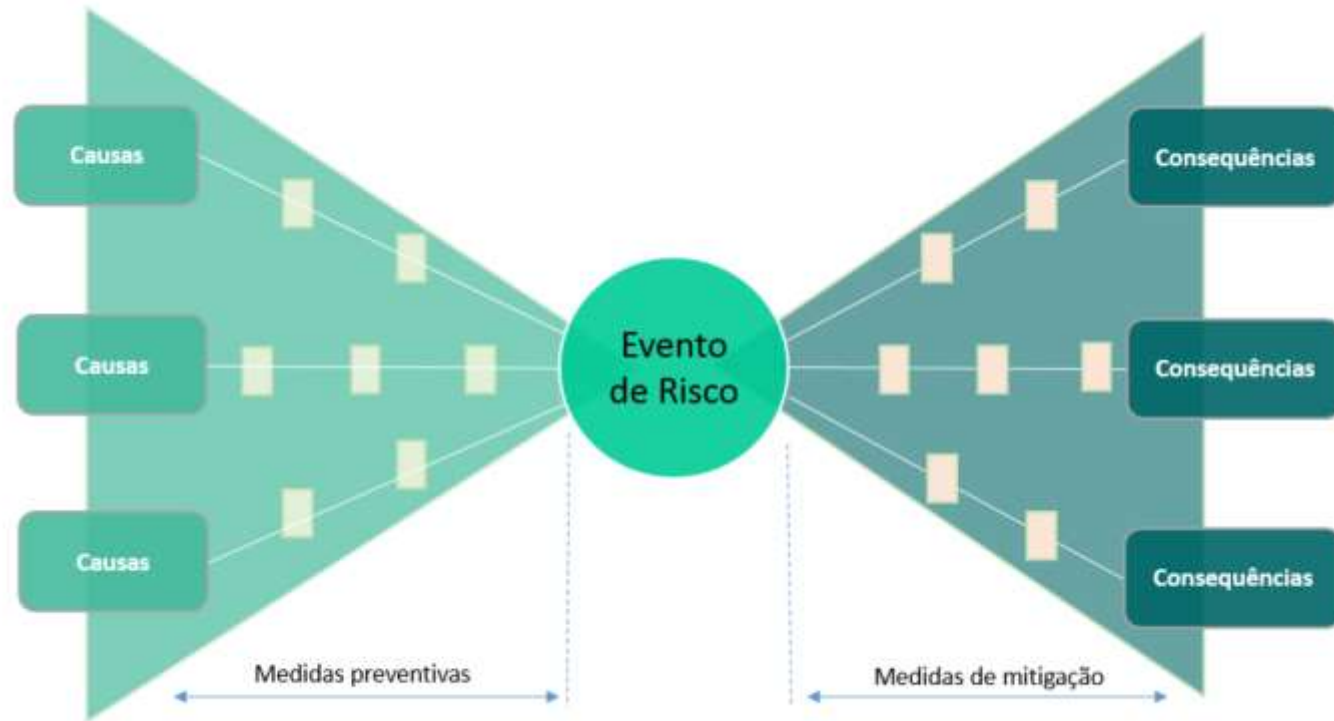 Causas
Causas
Causas
Evento
de Risco
Consequências
Consequências
Consequências
Medidas preventivas
Medidas de mitigação